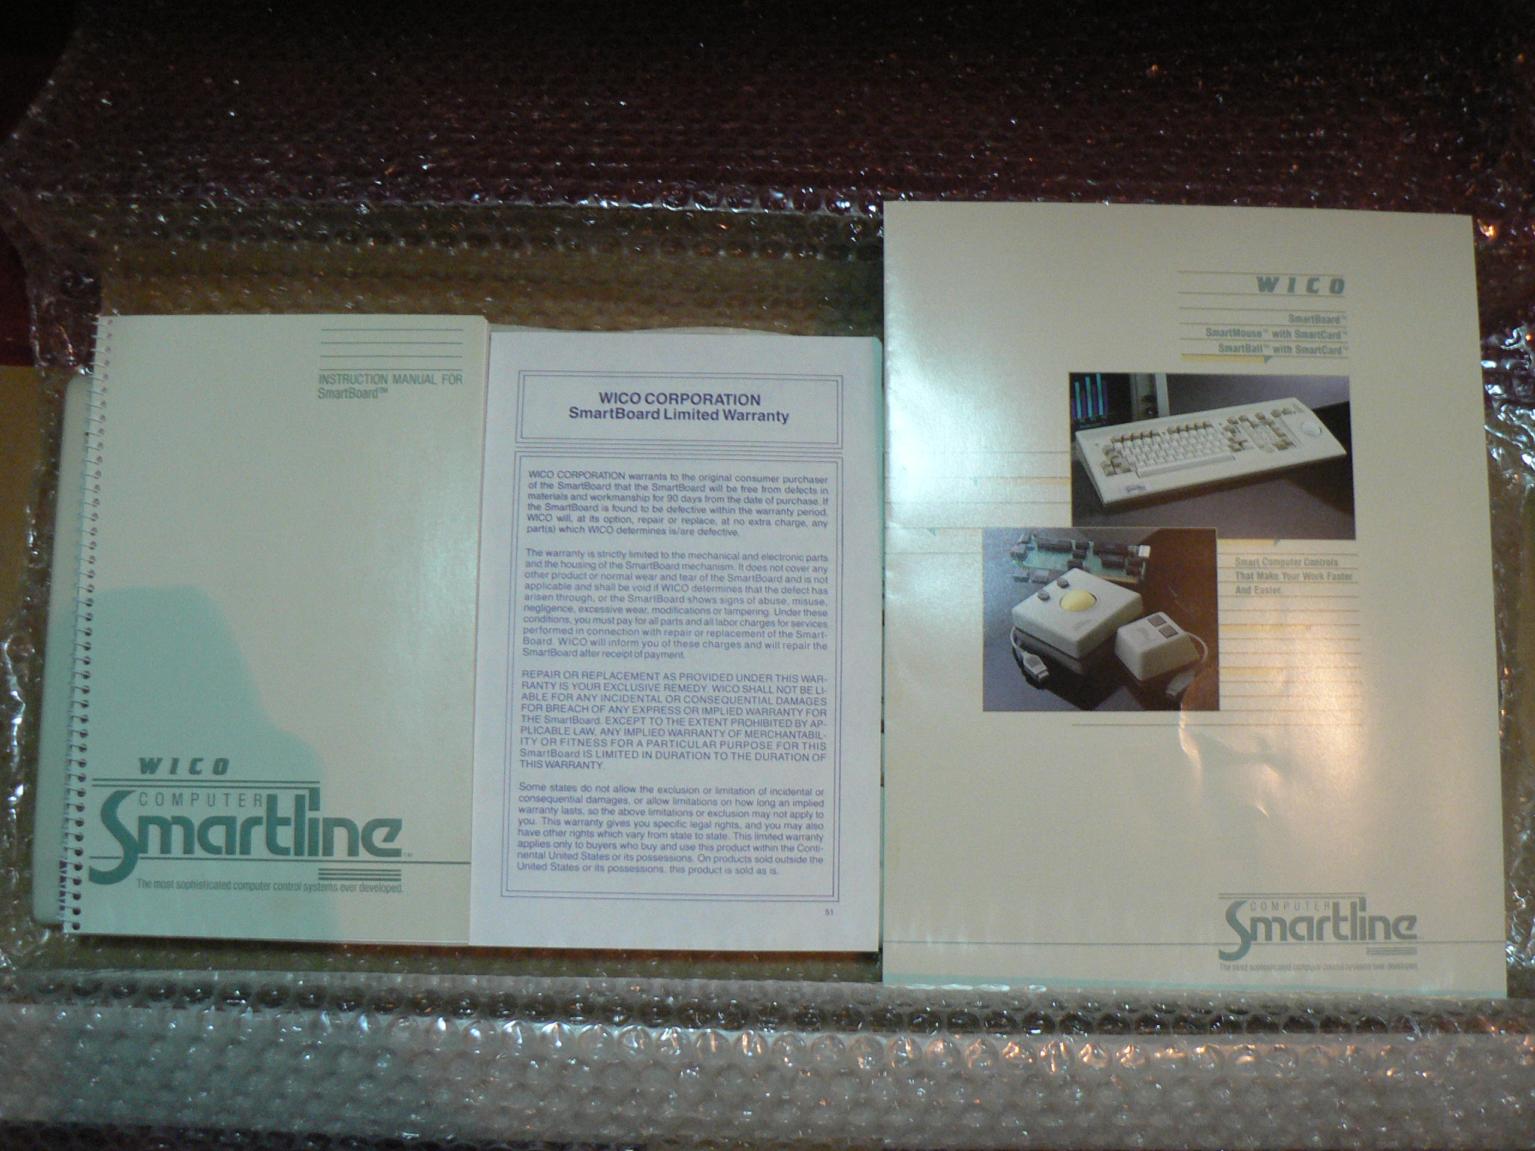 INSTRUCTION MANUAL FOR
SmartBoard™
WICO
COMPUTER
Smartline™
The most sophisticated computer control systems ever developed.
WICO CORPORATION
SmartBoard Limited Warranty
WICO CORPORATION warrants to the original consumer purchaser
of the SmartBoard that the SmartBoard will be free from defects in
materials and workmanship for 90 days from the date of purchase. If
the SmartBoard is found to be defective within the warranty period,
WICO will, at its option, repair or replace, at no extra charge, any
part(s) which WICO determines is/are defective.
The warranty is strictly limited to the mechanical and electronic parts
and the housing of the SmartBoard mechanism. It does not cover any
other product or normal wear and tear of the SmartBoard and is not
applicable and shall be void if WICO determines that the defect has
arisen through, or the SmartBoard shows signs of abuse, misuse,
negligence, excessive wear, modifications or tampering. Under these
conditions, you must pay for all parts and all labor charges for services
performed in connection with repair or replacement of the Smart-
Board. WICO will inform you of these charges and will repair the
SmartBoard after receipt of payment.
REPAIR OR REPLACEMENT AS PROVIDED UNDER THIS WAR-
RANTY IS YOUR EXCLUSIVE REMEDY. WICO SHALL NOT BE LI-
ABLE FOR ANY INCIDENTAL OR CONSEQUENTIAL DAMAGES
FOR BREACH OF ANY EXPRESS OR IMPLIED WARRANTY FOR
THE SmartBoard. EXCEPT TO THE EXTENT PROHIBITED BY AP-
PLICABLE LAW, ANY IMPLIED WARRANTY OF MERCHANTABIL-
ITY OR FITNESS FOR A PARTICULAR PURPOSE FOR THIS
SmartBoard IS LIMITED IN DURATION TO THE DURATION OF
THIS WARRANTY.
Some states do not allow the exclusion or limitation of incidental or
consequential damages, or allow limitations on how long an implied
warranty lasts, so the above limitations or exclusion may not apply to
you. This warranty gives you specific legal rights, and you may also
have other rights which vary from state to state. This limited warranty
applies only to buyers who buy and use this product within the Conti-
nental United States or its possessions. On products sold outside the
United States or its possessions, this product is sold as is.
51
WICO
SmartBoard™
SmartMouse™ with SmartCard™
SmartBall™ with SmartCard™
Smart Computer Controls
That Make Your Work Faster
And Easier.
COMPUTER
Smartline
The most sophisticated computer control systems ever developed.